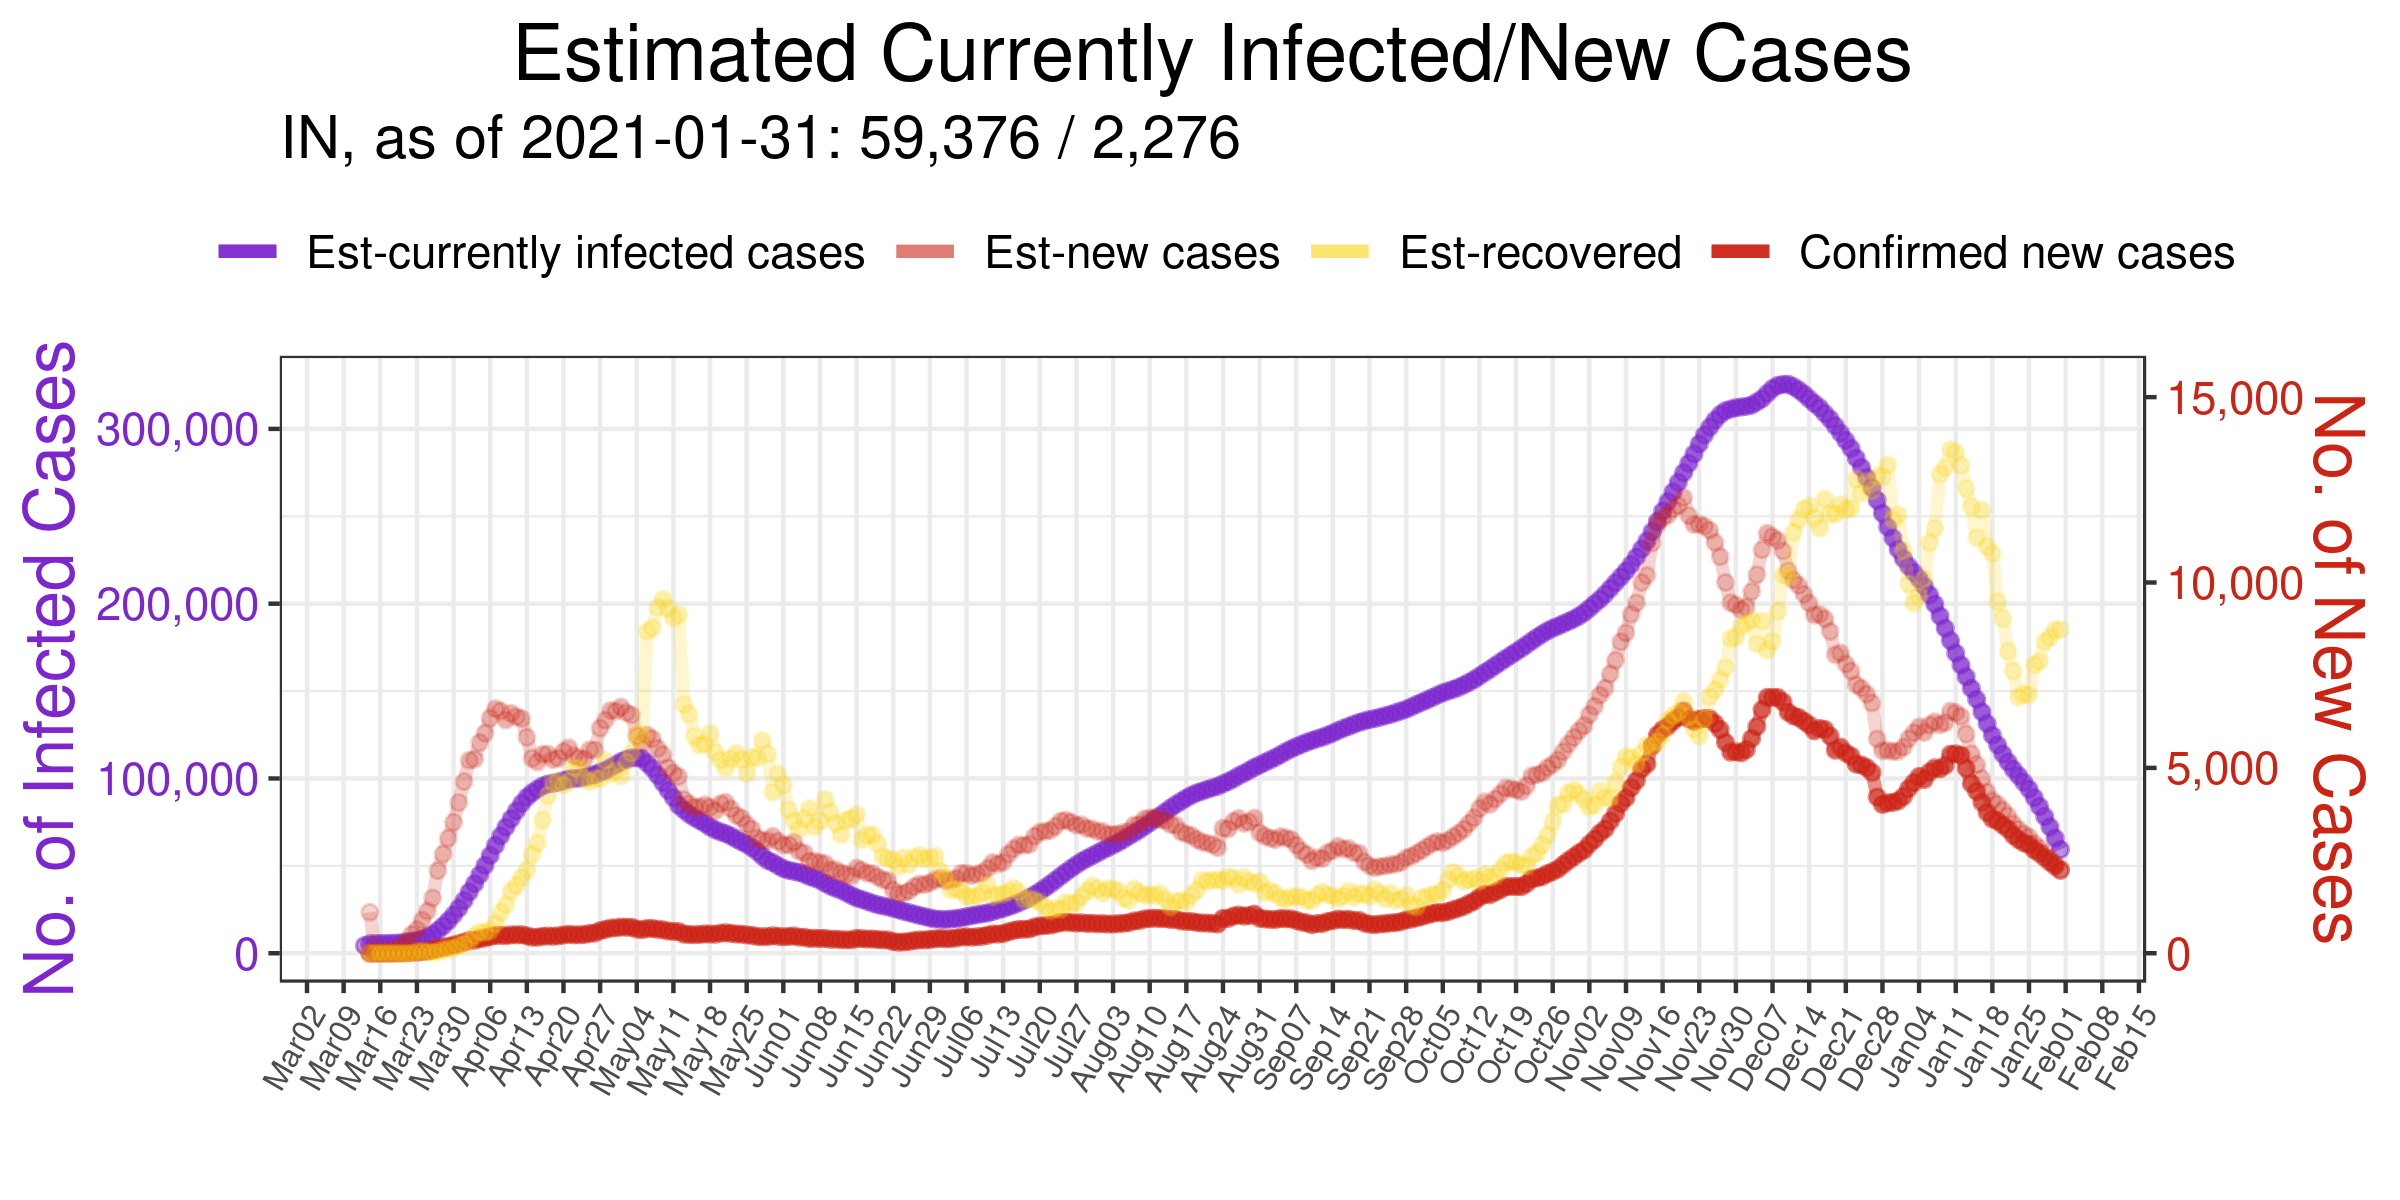 Estimated Currently Infected/New Cases
IN, as of 2021-01-31: 59,376 / 2,276
Est-currently infected cases Est-new cases Est-recovered Confirmed new cases
No. of Infected Cases
300,000
200,000
100,000
0
15,000
10,000
5,000
0
No. of New Cases
Mar02 Mar09 Mar16 Mar23 Mar30 Apr06 Apr13 Apr20 Apr27 May04 May11 May18 May25 Jun01 Jun08 Jun15 Jun22 Jun29 Jul06 Jul13 Jul20 Jul27 Aug03 Aug10 Aug17 Aug24 Aug31 Sep07 Sep14 Sep21 Sep28 Oct05 Oct12 Oct19 Oct26 Nov02 Nov09 Nov16 Nov23 Nov30 Dec07 Dec14 Dec21 Dec28 Jan04 Jan11 Jan18 Jan25 Feb01 Feb08 Feb15